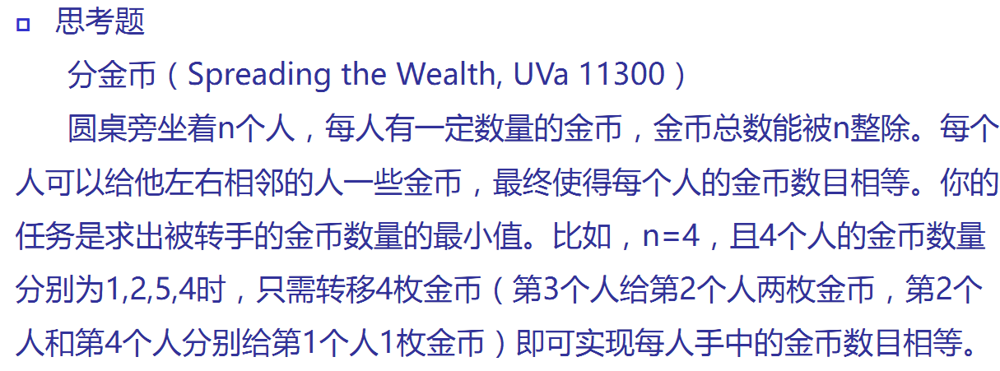 思考题
分金币（Spreading the Wealth, UVa 11300）
圆桌旁坐着n个人，每人有一定数量的金币，金币总数能被n整除。每个
人可以给他左右相邻的人一些金币，最终使得每个人的金币数目相等。你的
任务是求出被转手的金币数量的最小值。比如，n=4，且4个人的金币数量
分别为1,2,5,4时，只需转移4枚金币（第3个人给第2个人两枚金币，第2个
人和第4个人分别给第1个人1枚金币）即可实现每人手中的金币数目相等。